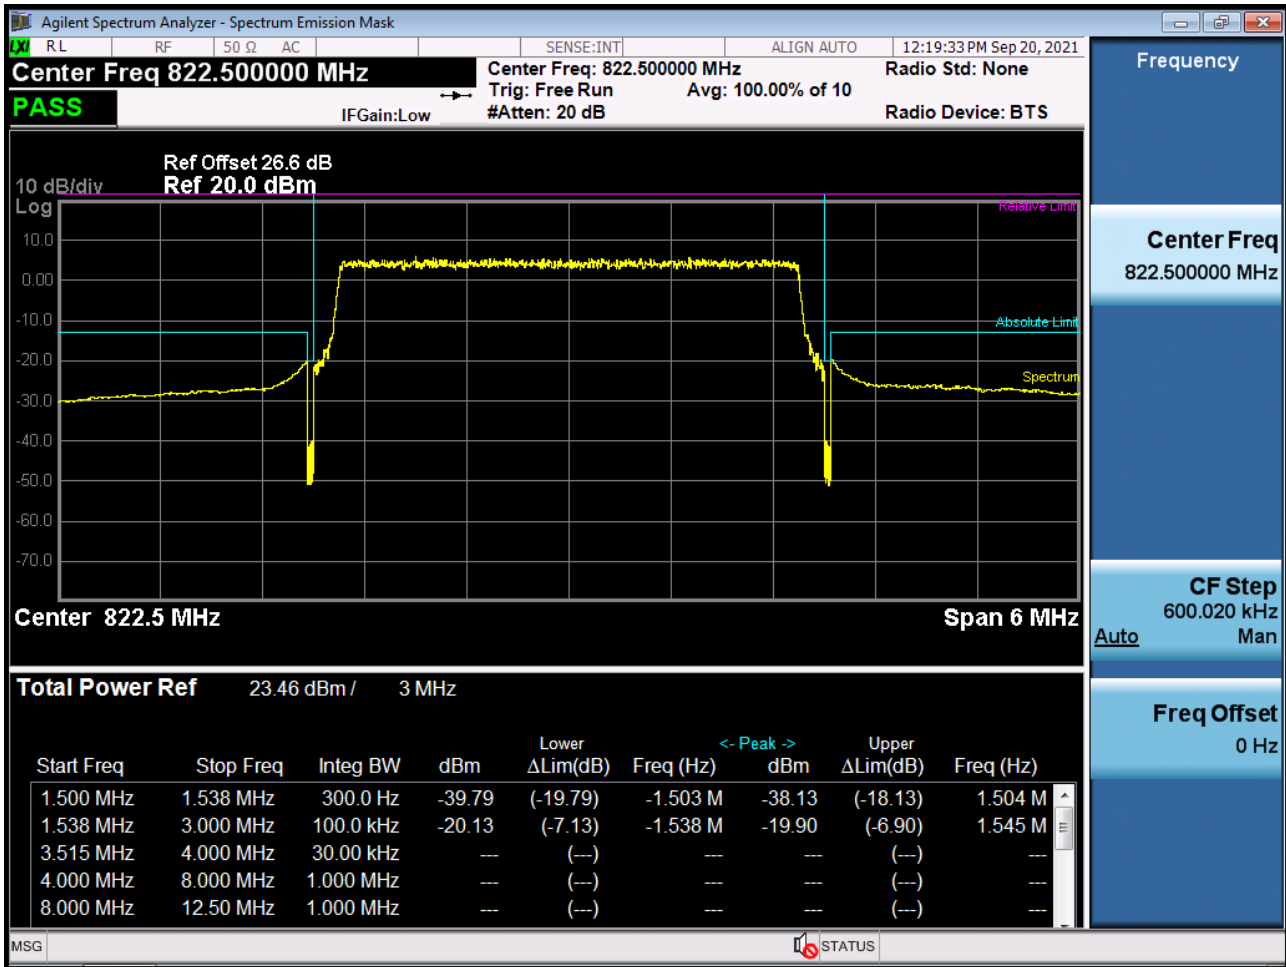 Agilent Spectrum Analyzer - Spectrum Emission Mask
LXI RL RF 50 Ω AC SENSE:INT ALIGN AUTO 12:19:33 PM Sep 20, 2021
Center Freq 822.500000 MHz
Center Freq: 822.500000 MHz Radio Std: None
Trig: Free Run Avg: 100.00% of 10
PASS IFGain:Low #Atten: 20 dB Radio Device: BTS
Ref Offset 26.6 dB
10 dB/div Ref 20.0 dBm
Log
Relative Limit
10.0
0.00
-10.0
Absolute Limit
-20.0
Spectrum
-30.0
-40.0
-50.0
-60.0
-70.0
Center 822.5 MHz Span 6 MHz
Total Power Ref 23.46 dBm / 3 MHz
Lower <- Peak -> Upper
Start Freq Stop Freq Integ BW dBm ΔLim(dB) Freq (Hz) dBm ΔLim(dB) Freq (Hz)
1.500 MHz 1.538 MHz 300.0 Hz -39.79 (-19.79) -1.503 M -38.13 (-18.13) 1.504 M
1.538 MHz 3.000 MHz 100.0 kHz -20.13 (-7.13) -1.538 M -19.90 (-6.90) 1.545 M
3.515 MHz 4.000 MHz 30.00 kHz --- (---) --- --- (---) ---
4.000 MHz 8.000 MHz 1.000 MHz --- (---) --- --- (---) ---
8.000 MHz 12.50 MHz 1.000 MHz --- (---) --- --- (---) ---
MSG STATUS
Frequency
Center Freq
822.500000 MHz
CF Step
600.020 kHz
Auto Man
Freq Offset
0 Hz